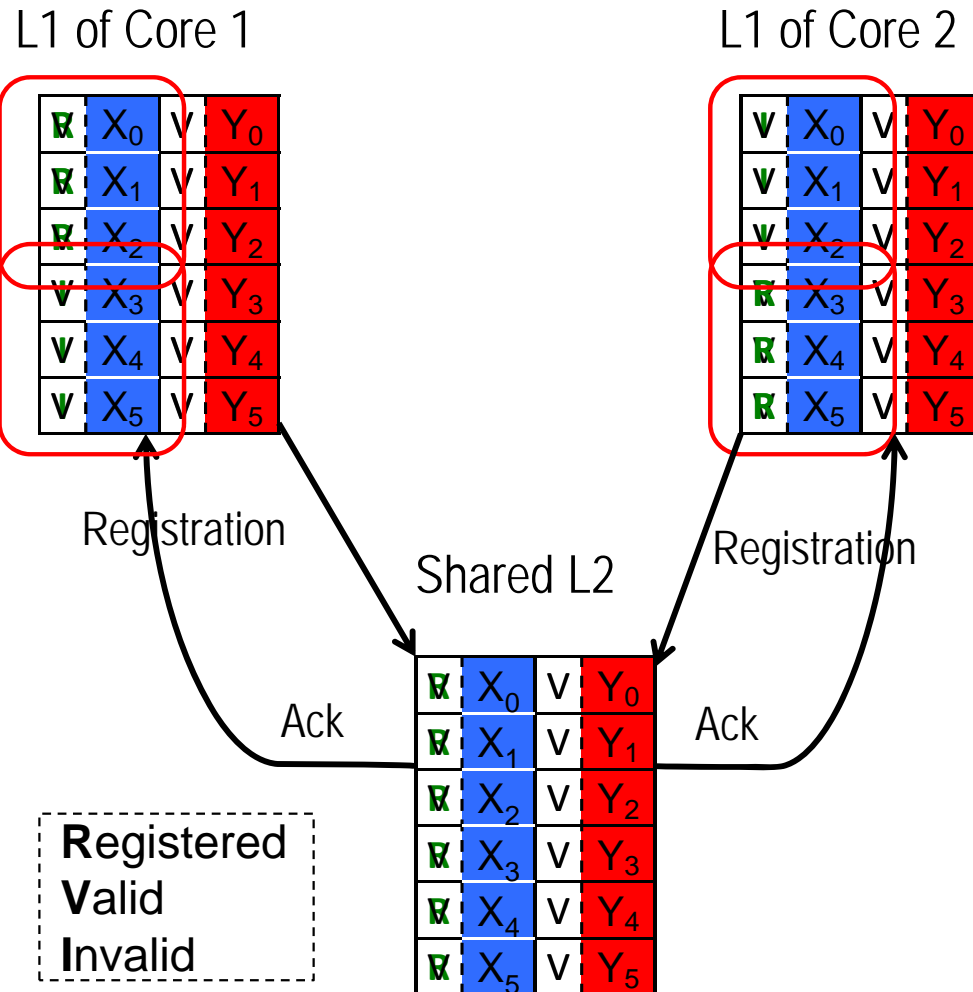 L1 of Core 1
V R X₀ V Y₀
V R X₁ V Y₁
V R X₂ V Y₂
V I X₃ V Y₃
V I X₄ V Y₄
V I X₅ V Y₅
L1 of Core 2
V I X₀ V Y₀
V I X₁ V Y₁
V I X₂ V Y₂
V R X₃ V Y₃
V R X₄ V Y₄
V R X₅ V Y₅
Registration
Registration
Shared L2
V R X₀ V Y₀
V R X₁ V Y₁
V R X₂ V Y₂
V R X₃ V Y₃
V R X₄ V Y₄
V R X₅ V Y₅
Ack
Ack
Registered
Valid
Invalid